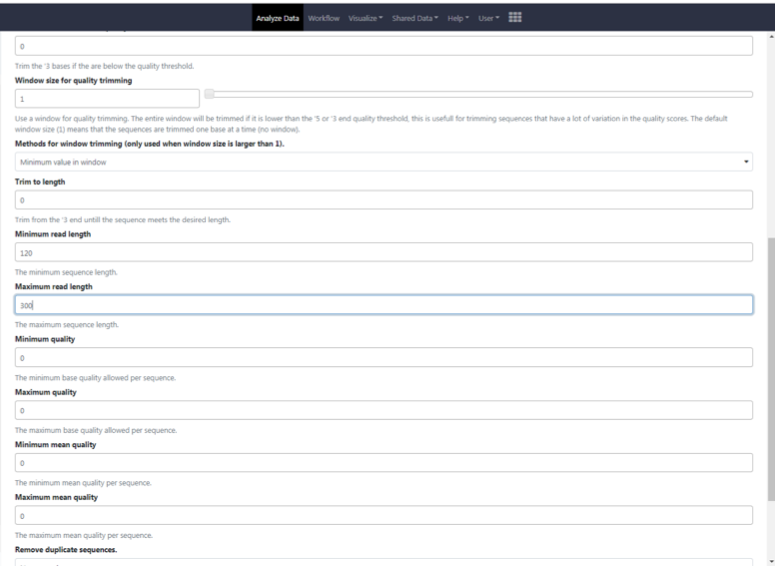 Analyze Data Workflow Visualize Shared Data Help User
0
Trim the '3 bases if the are below the quality threshold.
Window size for quality trimming
1
Use a window for quality trimming. The entire window will be trimmed if it is lower than the '5 or '3 end quality threshold, this is usefull for trimming sequences that have a lot of variation in the quality scores. The default
window size (1) means that the sequences are trimmed one base at a time (no window).
Methods for window trimming (only used when window size is larger than 1).
Minimum value in window
Trim to length
0
Trim from the '3 end untill the sequence meets the desired length.
Minimum read length
120
The minimum sequence length.
Maximum read length
300
The maximum sequence length.
Minimum quality
0
The minimum base quality allowed per sequence.
Maximum quality
0
The maximum base quality allowed per sequence.
Minimum mean quality
0
The minimum mean quality per sequence.
Maximum mean quality
0
The maximum mean quality per sequence.
Remove duplicate sequences.